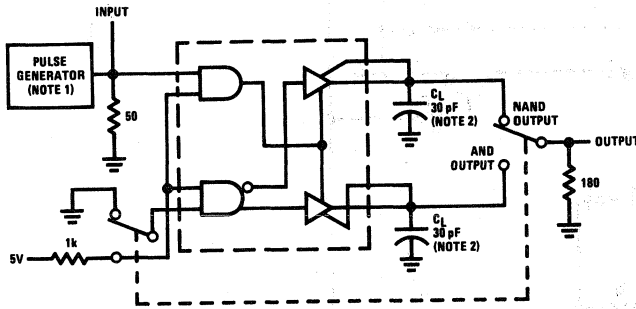 INPUT
PULSE
GENERATOR
(NOTE 1)
50
CL
30 pF
(NOTE 2)
NAND
OUTPUT
OUTPUT
AND
OUTPUT
180
CL
30 pF
(NOTE 2)
1k
5V